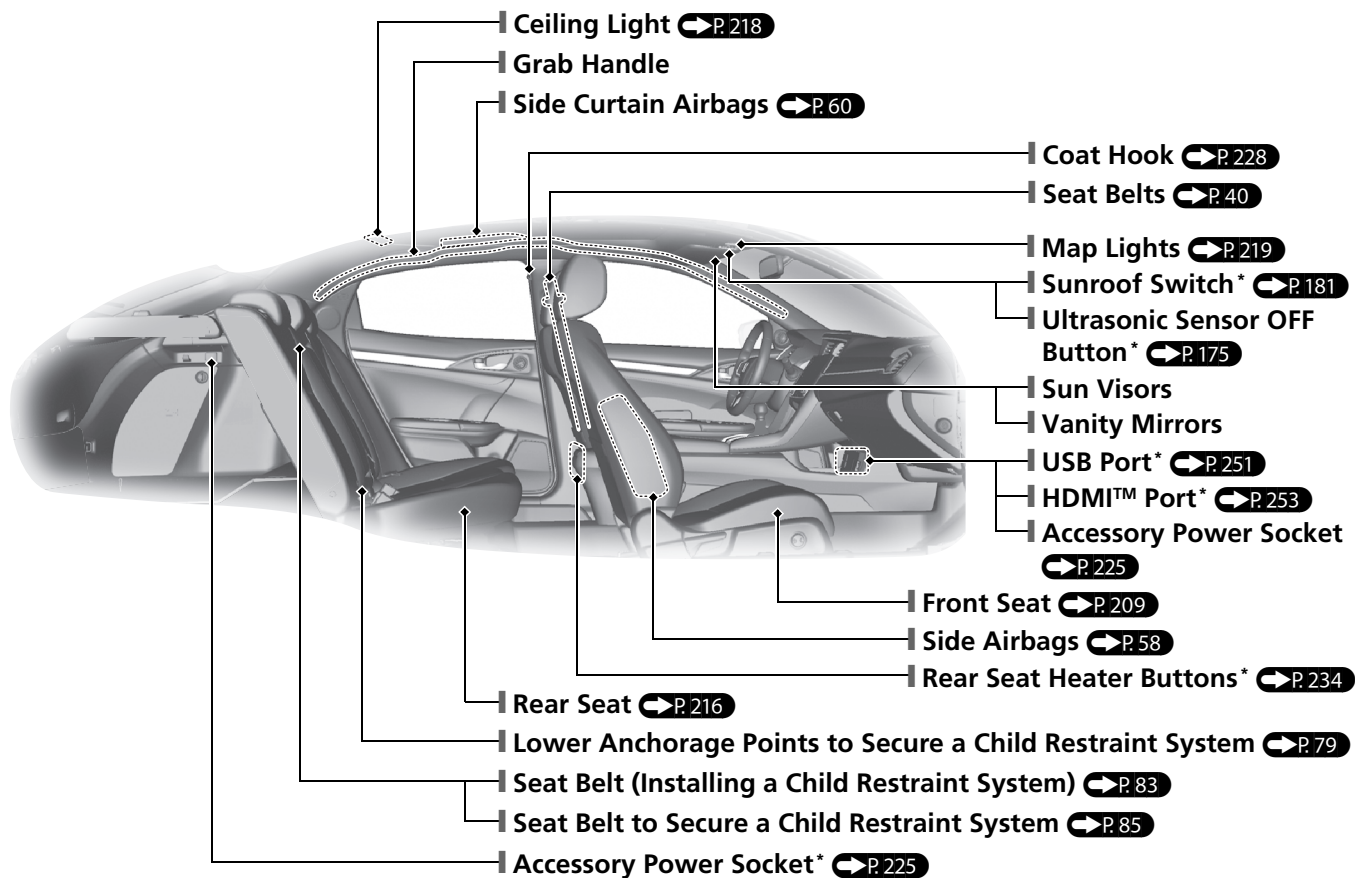 Ceiling Light P. 218
Grab Handle
Side Curtain Airbags P. 60
Coat Hook P. 228
Seat Belts P. 40
Map Lights P. 219
Sunroof Switch* P. 181
Ultrasonic Sensor OFF
Button* P. 175
Sun Visors
Vanity Mirrors
USB Port* P. 251
HDMI™ Port* P. 253
Accessory Power Socket
P. 225
Front Seat P. 209
Side Airbags P. 58
Rear Seat Heater Buttons* P. 234
Rear Seat P. 216
Lower Anchorage Points to Secure a Child Restraint System P. 79
Seat Belt (Installing a Child Restraint System) P. 83
Seat Belt to Secure a Child Restraint System P. 85
Accessory Power Socket* P. 225